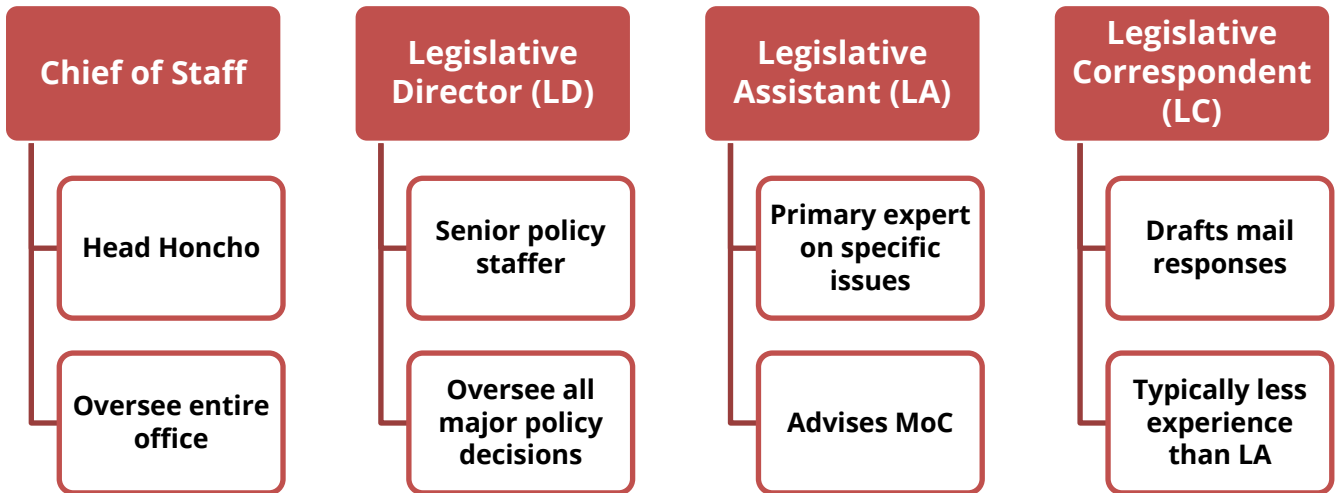 Chief of Staff
Head Honcho
Oversee entire
office
Legislative
Director (LD)
Senior policy
staffer
Oversee all
major policy
decisions
Legislative
Assistant (LA)
Primary expert
on specific
issues
Advises MoC
Legislative
Correspondent
(LC)
Drafts mail
responses
Typically less
experience
than LA